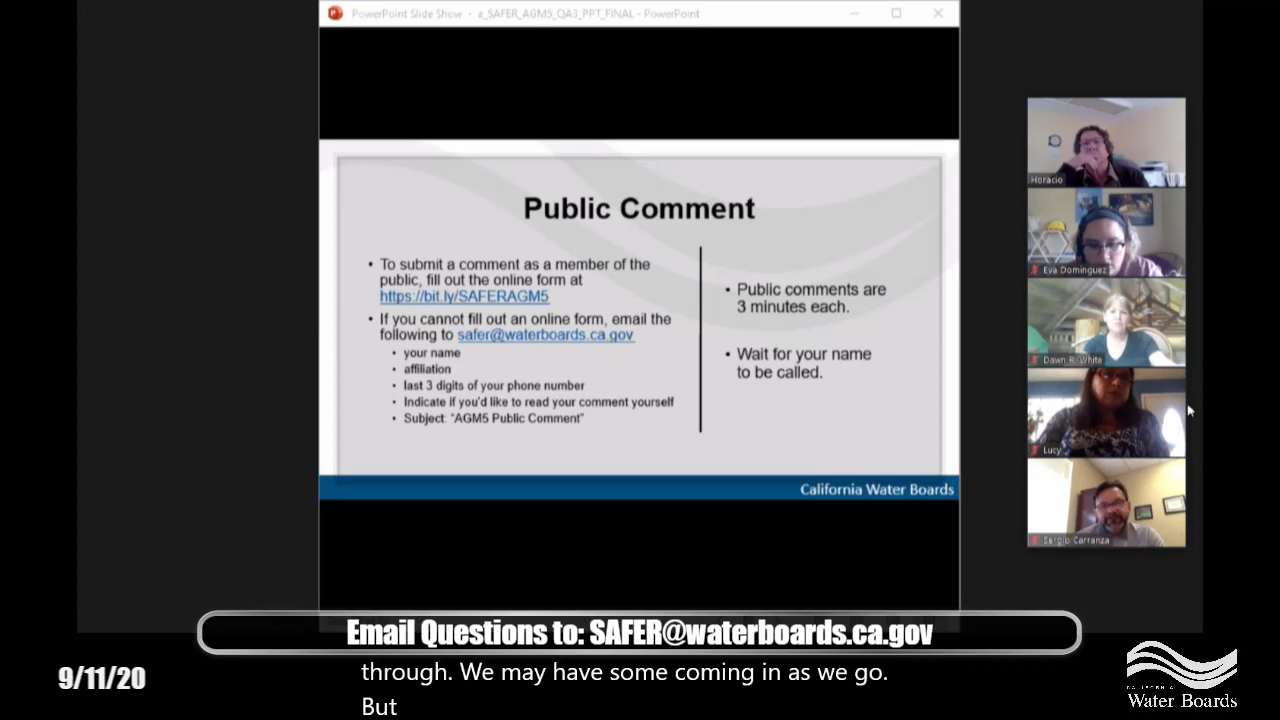 PowerPoint Slide Show - a_SAFER_AGM5_QA3_PPT_FINAL - PowerPoint
Public Comment
• To submit a comment as a member of the
public, fill out the online form at
https://bit.ly/SAFERAGM5
• If you cannot fill out an online form, email the
following to safer@waterboards.ca.gov
• your name
• affiliation
• last 3 digits of your phone number
• Indicate if you'd like to read your comment yourself
• Subject: "AGM5 Public Comment"
• Public comments are
3 minutes each.
• Wait for your name
to be called.
California Water Boards
Horacio
Eva Dominguez
Dawn R. White
Lucy
Sergio Carranza
Email Questions to: SAFER@waterboards.ca.gov
9/11/20
through. We may have some coming in as we go.
But
CALIFORNIA
Water Boards